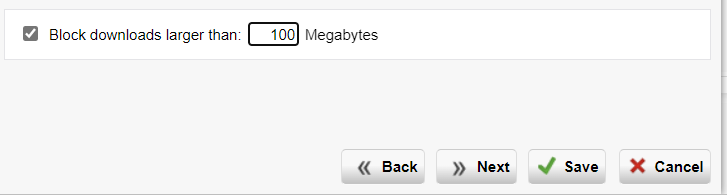 Block downloads larger than: 100 Megabytes
Back Next Save Cancel